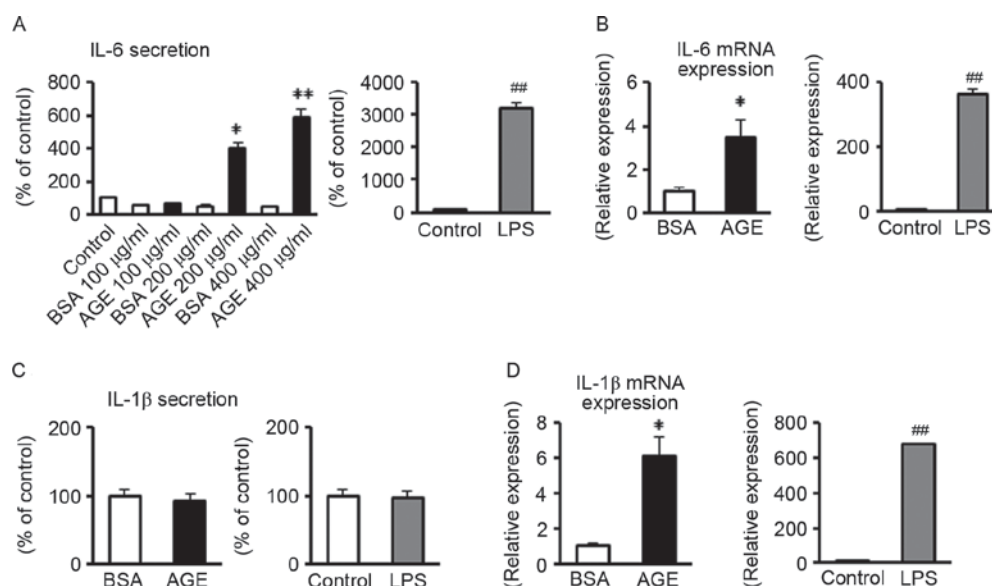 A
IL-6 secretion
(% of control)
800
600
400
200
0
ǂ
ǂǂ
Control
BSA 100 μg/ml
AGE 100 μg/ml
BSA 200 μg/ml
AGE 200 μg/ml
BSA 400 μg/ml
AGE 400 μg/ml
(% of control)
4000
3000
2000
1000
0
##
Control LPS
B
IL-6 mRNA
expression
(Relative expression)
6
4
2
0
ǂ
BSA AGE
(Relative expression)
400
200
0
##
Control LPS
C
IL-1β secretion
(% of control)
200
100
0
BSA AGE
(% of control)
200
100
0
Control LPS
D
IL-1β mRNA
expression
(Relative expression)
8
6
4
2
0
ǂ
BSA AGE
(Relative expression)
800
600
400
200
0
##
Control LPS